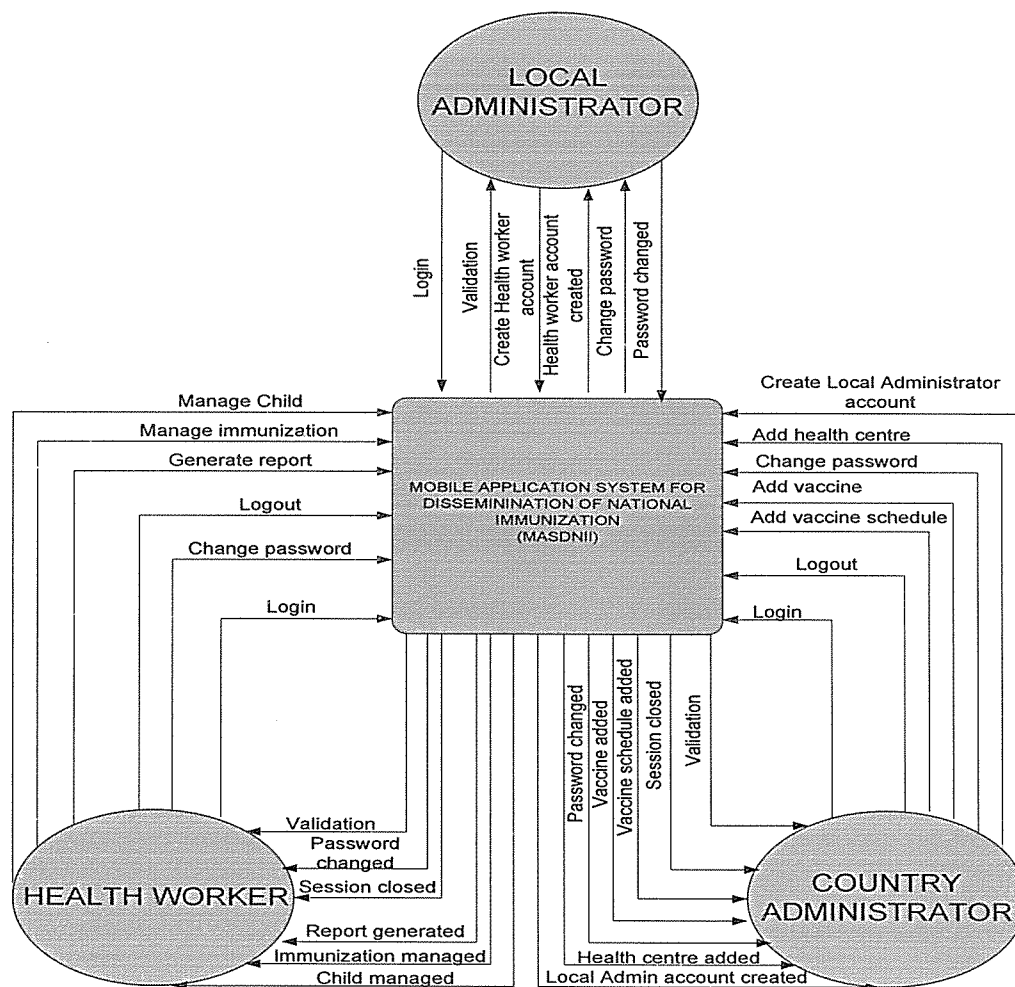 LOCAL
ADMINISTRATOR
Login
Validation
Create Health worker
account
Health worker account
created
Change password
Password changed
Manage Child
Manage immunization
Generate report
Logout
Change password
Login
MOBILE APPLICATION SYSTEM FOR
DISSEMININATION OF NATIONAL
IMMUNIZATION
(MASDNII)
Create Local Administrator
account
Add health centre
Change password
Add vaccine
Add vaccine schedule
Logout
Login
Password changed
Vaccine added
Vaccine schedule added
Session closed
Validation
Validation
Password
changed
Session closed
Report generated
Immunization managed
Child managed
HEALTH WORKER
COUNTRY
ADMINISTRATOR
Health centre added
Local Admin account created